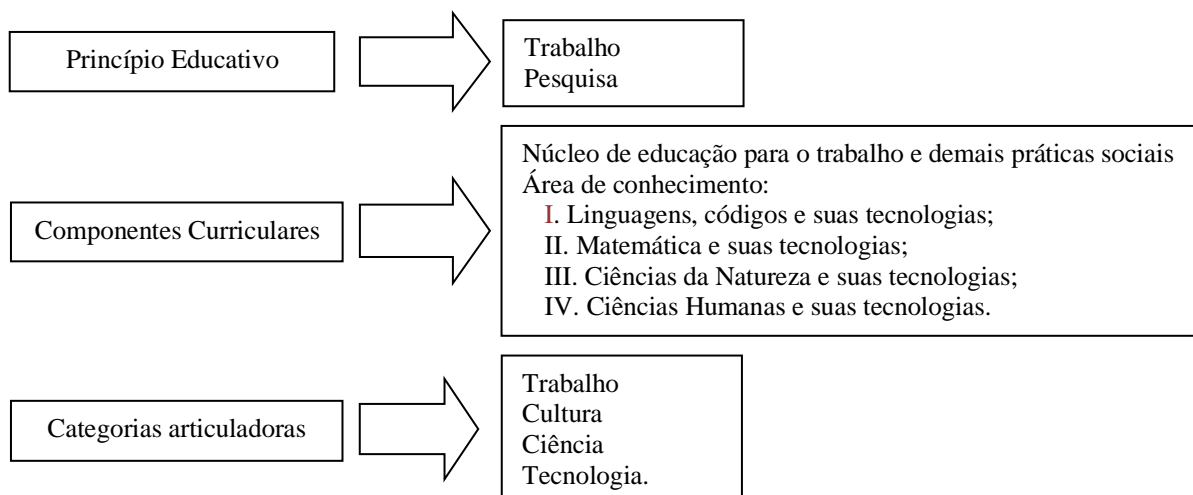 Princípio Educativo
Trabalho
Pesquisa
Componentes Curriculares
Núcleo de educação para o trabalho e demais práticas sociais
Área de conhecimento:
I. Linguagens, códigos e suas tecnologias;
II. Matemática e suas tecnologias;
III. Ciências da Natureza e suas tecnologias;
IV. Ciências Humanas e suas tecnologias.
Categorias articuladoras
Trabalho
Cultura
Ciência
Tecnologia.